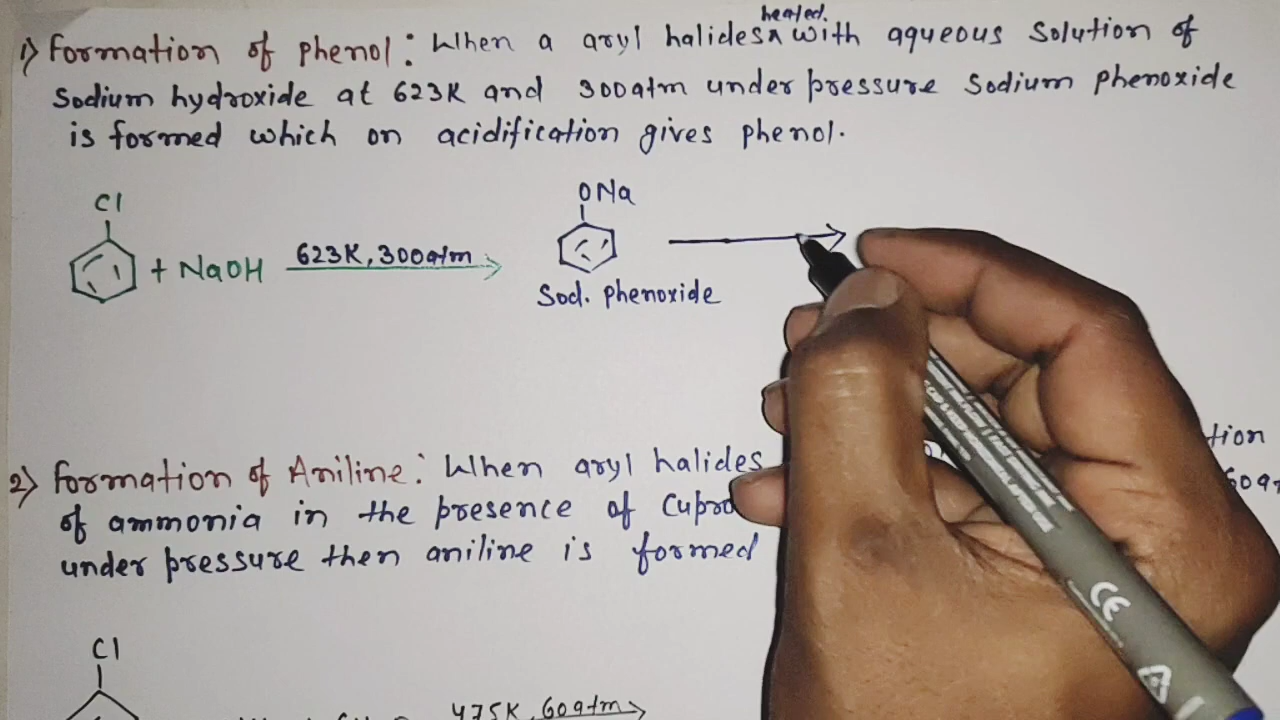 1) Formation of phenol: When a aryl halides ʌ with aqueous solution of
heated.
Sodium hydroxide at 623K and 300atm under pressure Sodium phenoxide
is formed which on acidification gives phenol.
Cl
ONa
+ NaOH
623K, 300atm
Sod. phenoxide
2) Formation of Aniline: When aryl halides
tion
of ammonia in the presence of Cupro
60a
under pressure then aniline is formed
Cl
475K, 60atm
CE